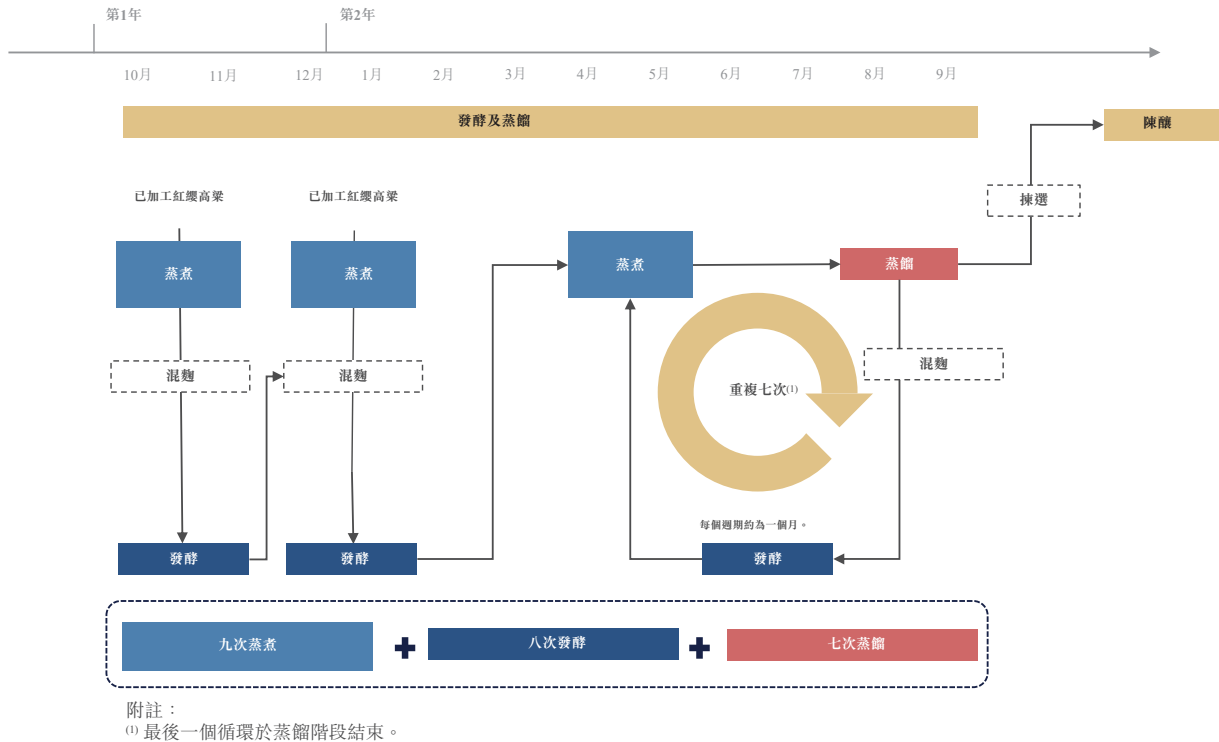 第1年
第2年
10月
11月
12月
1月
2月
3月
4月
5月
6月
7月
8月
9月
發酵及蒸餾
陳釀
已加工紅纓高粱
已加工紅纓高粱
揀選
蒸煮
蒸煮
蒸煮
蒸餾
混麴
混麴
混麴
重複七次(1)
每個週期約為一個月。
發酵
發酵
發酵
九次蒸煮
八次發酵
七次蒸餾
附註：
(1) 最後一個循環於蒸餾階段結束。